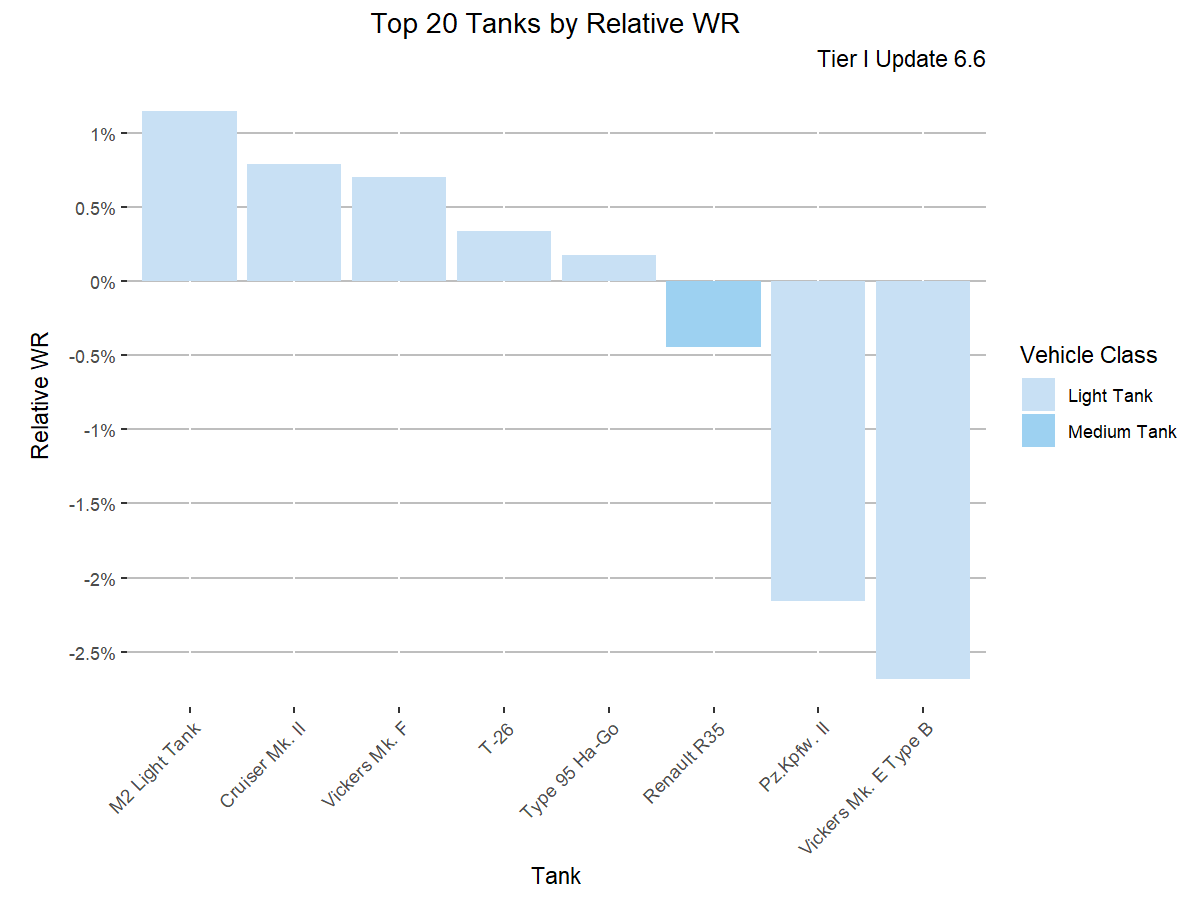 Top 20 Tanks by Relative WR
Tier I Update 6.6
1%
0.5%
0%
-0.5%
-1%
-1.5%
-2%
-2.5%
Relative WR
M2 Light Tank
Cruiser Mk. II
Vickers Mk. F
T-26
Type 95 Ha-Go
Renault R35
Pz.Kpfw. II
Vickers Mk. E Type B
Tank
Vehicle Class
Light Tank
Medium Tank